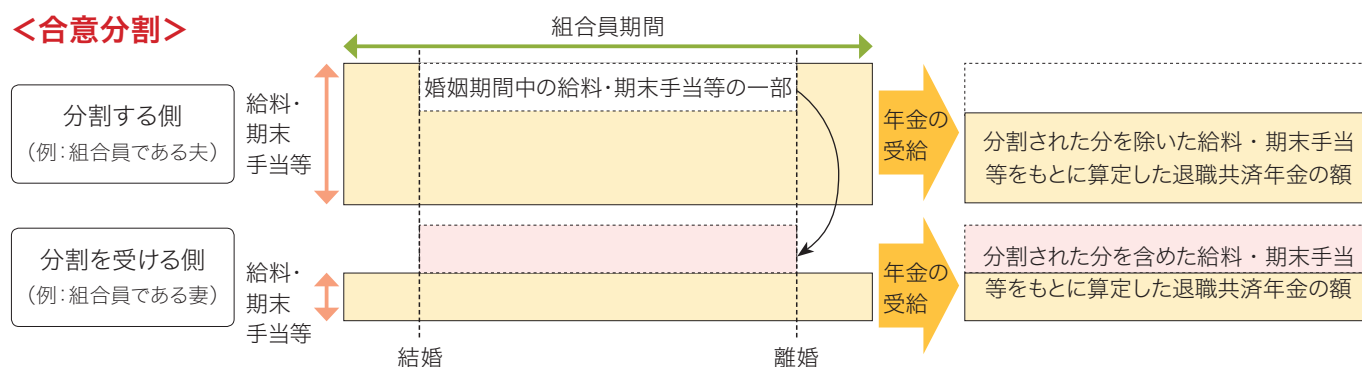 ＜合意分割＞
組合員期間
分割する側
（例：組合員である夫）
給料・
期末
手当等
婚姻期間中の給料・期末手当等の一部
年金の
受給
分割された分を除いた給料・期末手当
等をもとに算定した退職共済年金の額
分割を受ける側
（例：組合員である妻）
給料・
期末
手当等
年金の
受給
分割された分を含めた給料・期末手当
等をもとに算定した退職共済年金の額
結婚
離婚